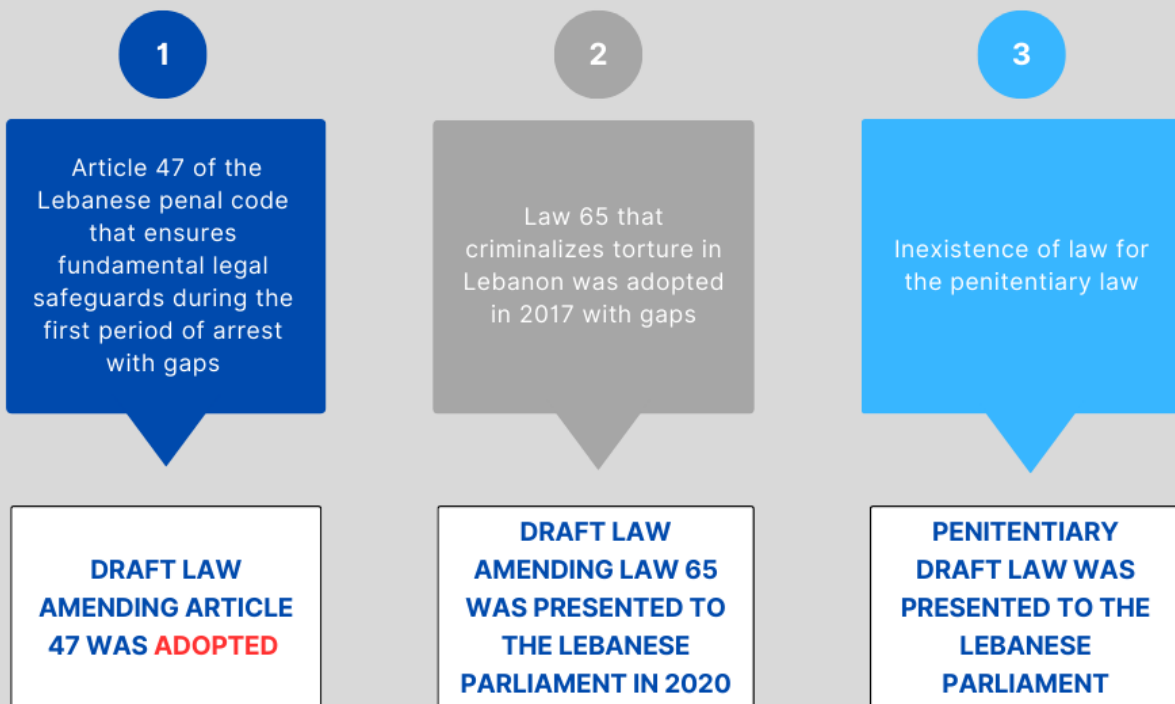 1
Article 47 of the
Lebanese penal code
that ensures
fundamental legal
safeguards during the
first period of arrest
with gaps
DRAFT LAW
AMENDING ARTICLE
47 WAS ADOPTED
2
Law 65 that
criminalizes torture in
Lebanon was adopted
in 2017 with gaps
DRAFT LAW
AMENDING LAW 65
WAS PRESENTED TO
THE LEBANESE
PARLIAMENT IN 2020
3
Inexistence of law for
the penitentiary law
PENITENTIARY
DRAFT LAW WAS
PRESENTED TO THE
LEBANESE
PARLIAMENT